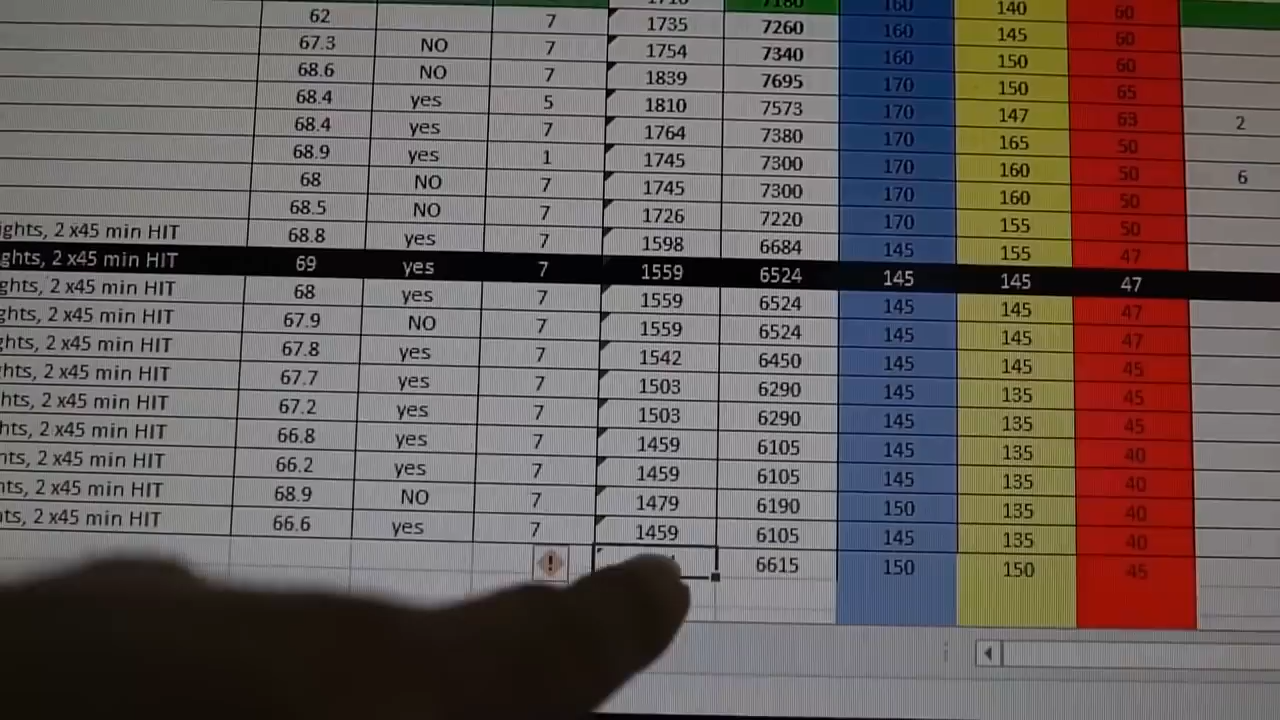 7180 160 140 60
62 7 1735 7260 160 145 60
67.3 NO 7 1754 7340 160 150 60
68.6 NO 7 1839 7695 170 150 65
68.4 yes 5 1810 7573 170 147 63 2
68.4 yes 7 1764 7380 170 165 50
68.9 yes 1 1745 7300 170 160 50 6
68 NO 7 1745 7300 170 160 50
68.5 NO 7 1726 7220 170 155 50
ights, 2 x45 min HIT 68.8 yes 7 1598 6684 145 155 47
ghts, 2 x45 min HIT 69 yes 7 1559 6524 145 145 47
ghts, 2 x45 min HIT 68 yes 7 1559 6524 145 145 47
ghts, 2 x45 min HIT 67.9 NO 7 1559 6524 145 145 47
ghts, 2 x45 min HIT 67.8 yes 7 1542 6450 145 145 45
ghts, 2 x45 min HIT 67.7 yes 7 1503 6290 145 135 45
hts, 2 x45 min HIT 67.2 yes 7 1503 6290 145 135 45
hts, 2 x45 min HIT 66.8 yes 7 1459 6105 145 135 40
nts, 2 x45 min HIT 66.2 yes 7 1459 6105 145 135 40
nts, 2 x45 min HIT 68.9 NO 7 1479 6190 150 135 40
ts, 2 x45 min HIT 66.6 yes 7 1459 6105 145 135 40
! 6615 150 150 45